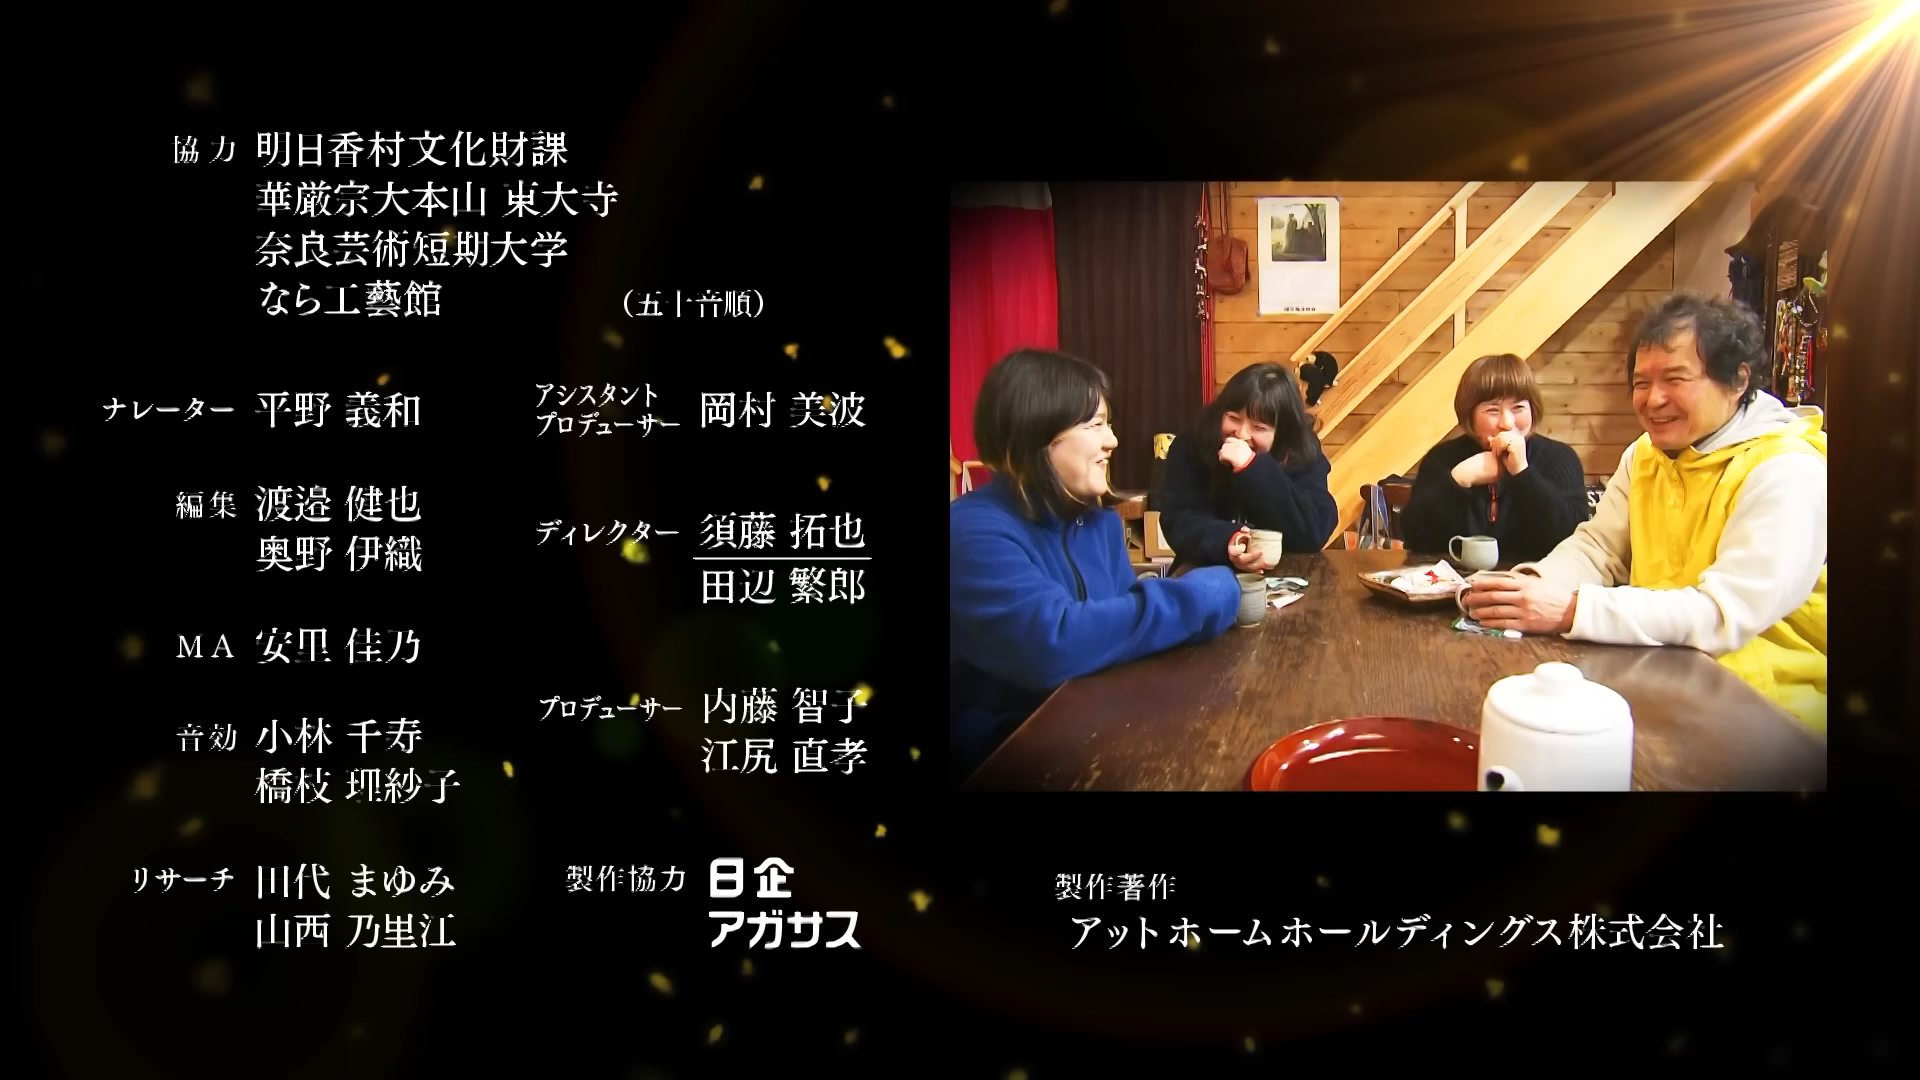 協力 明日香村文化財課
華厳宗大本山 東大寺
奈良芸術短期大学
なら工藝館 (五十音順)
ナレーター 平野 義和
編集 渡邉 健也
奥野 伊織
MA 安里 佳乃
音効 小林 千寿
橋枝 理紗子
リサーチ 田代 まゆみ
山西 乃里江
アシスタント
プロデューサー 岡村 美波
ディレクター 須藤 拓也
田辺 繁郎
プロデューサー 内藤 智子
江尻 直孝
製作協力 日企
アガサス
製作著作
アットホームホールディングス株式会社